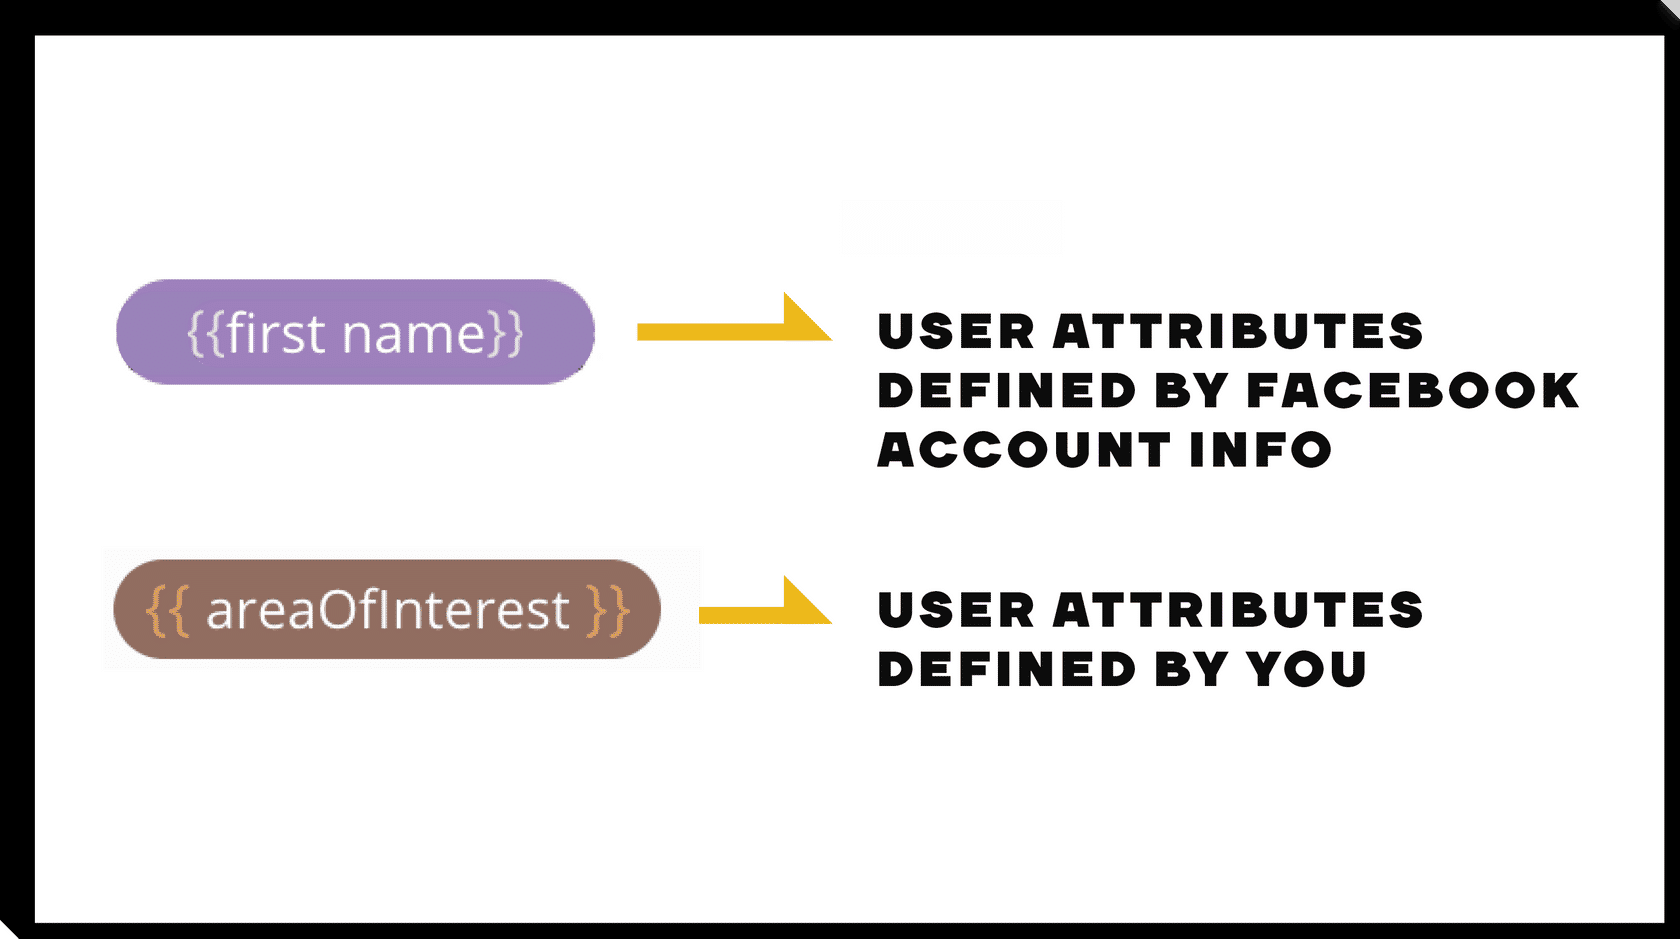 {{first name}}
USER ATTRIBUTES
DEFINED BY FACEBOOK
ACCOUNT INFO
{{ areaOfInterest }}
USER ATTRIBUTES
DEFINED BY YOU